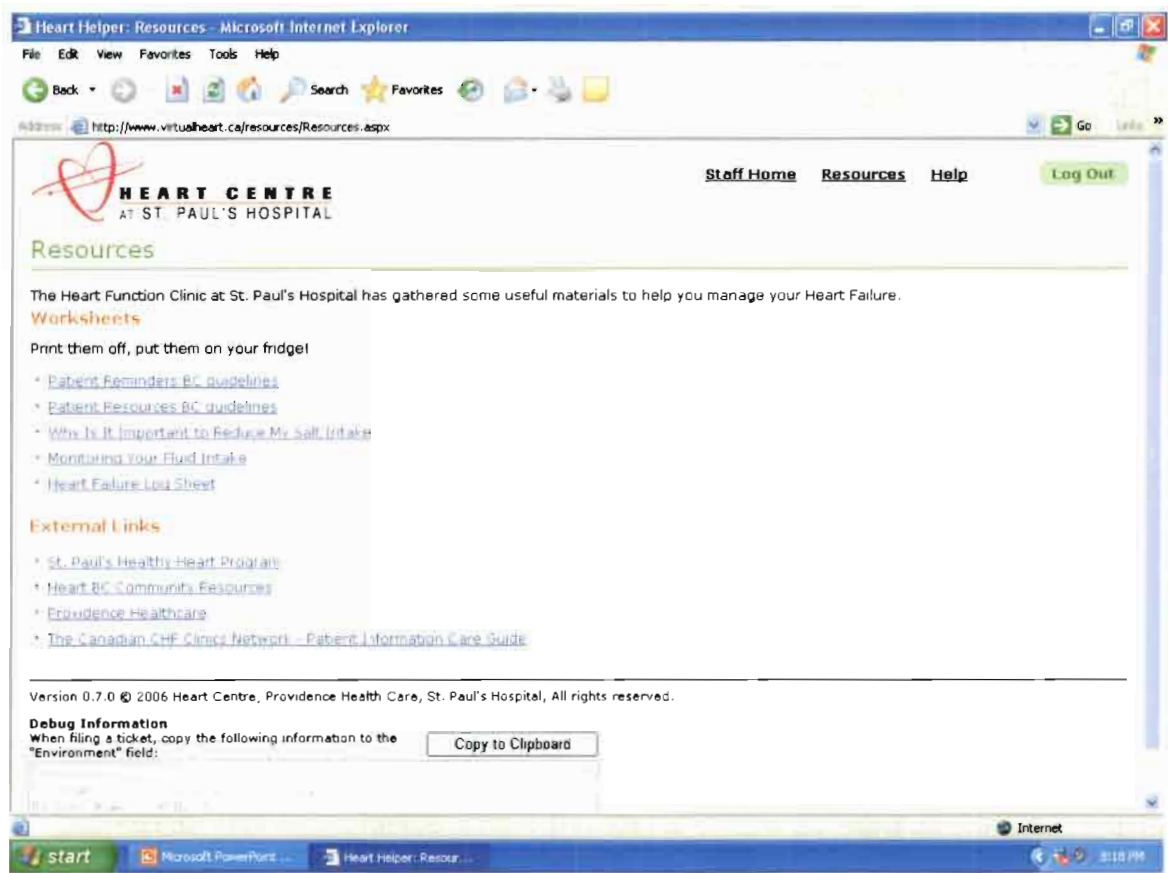 Heart Helper: Resources - Microsoft Internet Explorer
File Edit View Favorites Tools Help
Back Search Favorites
Address http://www.virtualheart.ca/resources/Resources.aspx Go Links »
HEART CENTRE
AT ST. PAUL'S HOSPITAL
Staff Home Resources Help Log Out
Resources
The Heart Function Clinic at St. Paul's Hospital has gathered some useful materials to help you manage your Heart Failure.
Worksheets
Print them off, put them on your fridge!
Patient Reminders BC guidelines
Patient Resources BC guidelines
Why Is It Important to Reduce My Salt Intake
Monitoring Your Fluid Intake
Heart Failure Log Sheet
External Links
St. Paul's Healthy Heart Program
Heart BC Community Resources
Providence Healthcare
The Canadian CHF Clinics Network - Patient Information Care Guide
Version 0.7.0 © 2006 Heart Centre, Providence Health Care, St. Paul's Hospital, All rights reserved.
Debug Information
When filing a ticket, copy the following information to the
"Environment" field:
Copy to Clipboard
Internet
start Microsoft PowerPoint ... Heart Helper: Resour... 3:18 PM